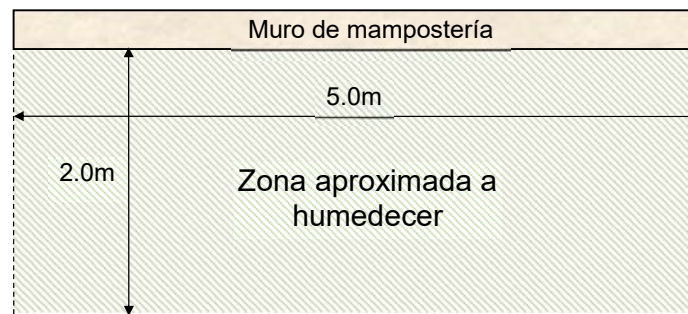 Muro de mampostería
5.0m
2.0m
Zona aproximada a
humedecer